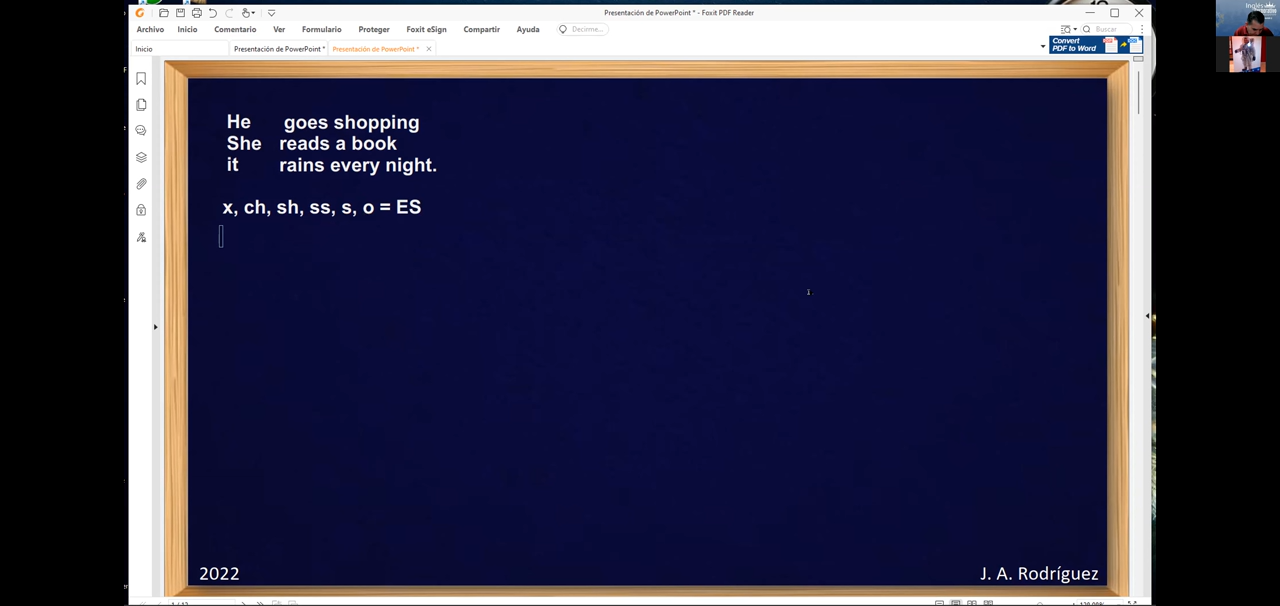 Presentación de PowerPoint * - Foxit PDF Reader
Archivo Inicio Comentario Ver Formulario Proteger Foxit eSign Compartir Ayuda Decirme... Buscar
Convert
PDF to Word
Inicio Presentación de PowerPoint * Presentación de PowerPoint *
He goes shopping
She reads a book
it rains every night.
x, ch, sh, ss, s, o = ES
2022 J. A. Rodríguez